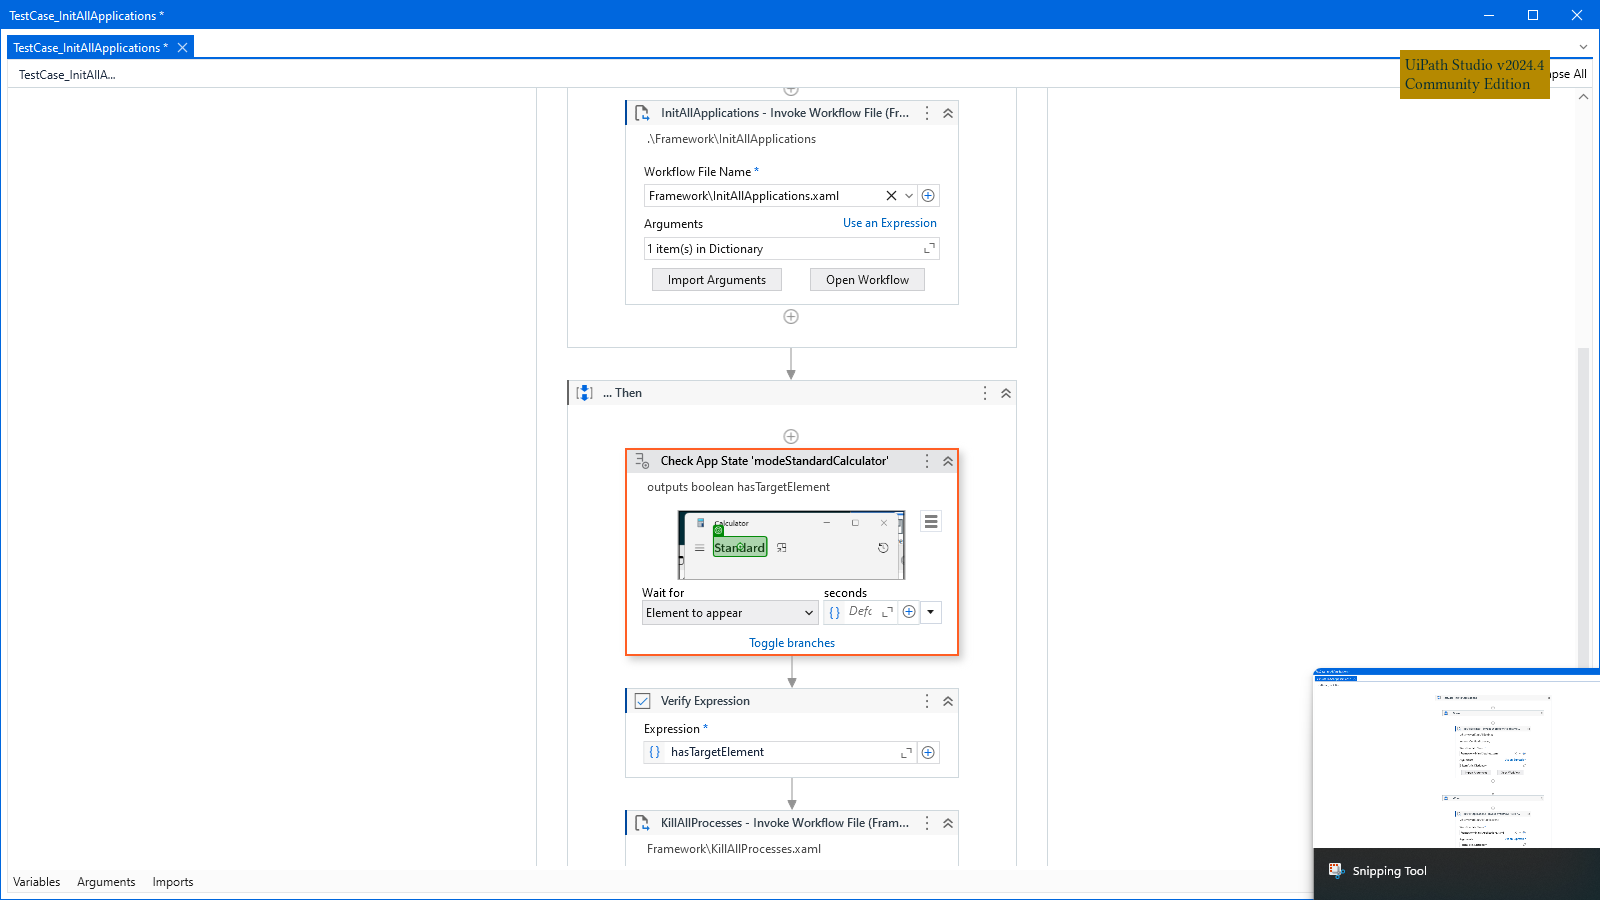 TestCase_InitAllApplications *
TestCase_InitAllApplications *
TestCase_InitAllA...
UiPath Studio v2024.4
Community Edition
pse All
InitAllApplications - Invoke Workflow File (Fr...
.\Framework\InitAllApplications
Workflow File Name *
Framework\InitAllApplications.xaml
Arguments
Use an Expression
1 item(s) in Dictionary
Import Arguments
Open Workflow
... Then
Check App State 'modeStandardCalculator'
outputs boolean hasTargetElement
Calculator
Standard
Wait for
seconds
Element to appear
Defc
Toggle branches
Verify Expression
Expression *
hasTargetElement
KillAllProcesses - Invoke Workflow File (Fram...
Framework\KillAllProcesses.xaml
Variables
Arguments
Imports
Snipping Tool